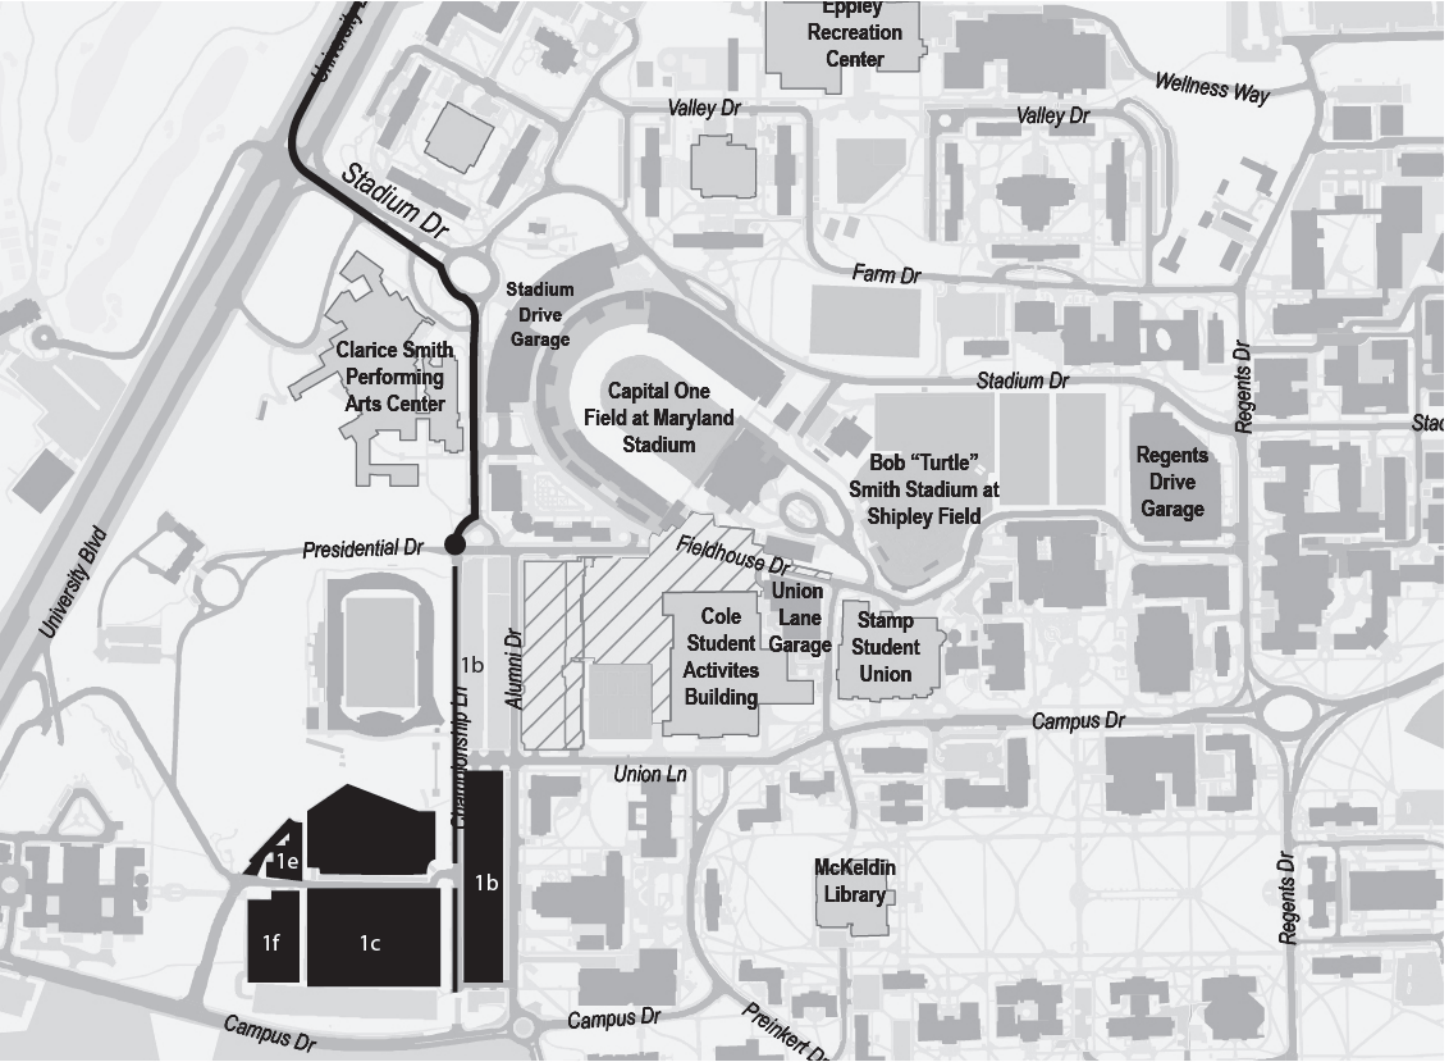 Eppley
Recreation
Center
University
Wellness Way
Valley Dr
Valley Dr
Stadium Dr
Farm Dr
Stadium
Drive
Garage
Clarice Smith
Performing
Arts Center
Capital One
Field at Maryland
Stadium
Stadium Dr
Regents Dr
Bob “Turtle”
Smith Stadium at
Shipley Field
Regents
Drive
Garage
University Blvd
Presidential Dr
Fieldhouse Dr
Union
Lane
Garage
Cole
Student
Activites
Building
Stamp
Student
Union
1b
Alumni Dr
Championship Ln
Campus Dr
Union Ln
1e
1b
1f
1c
McKeldin
Library
Regents Dr
Campus Dr
Campus Dr
Preinkert Dr